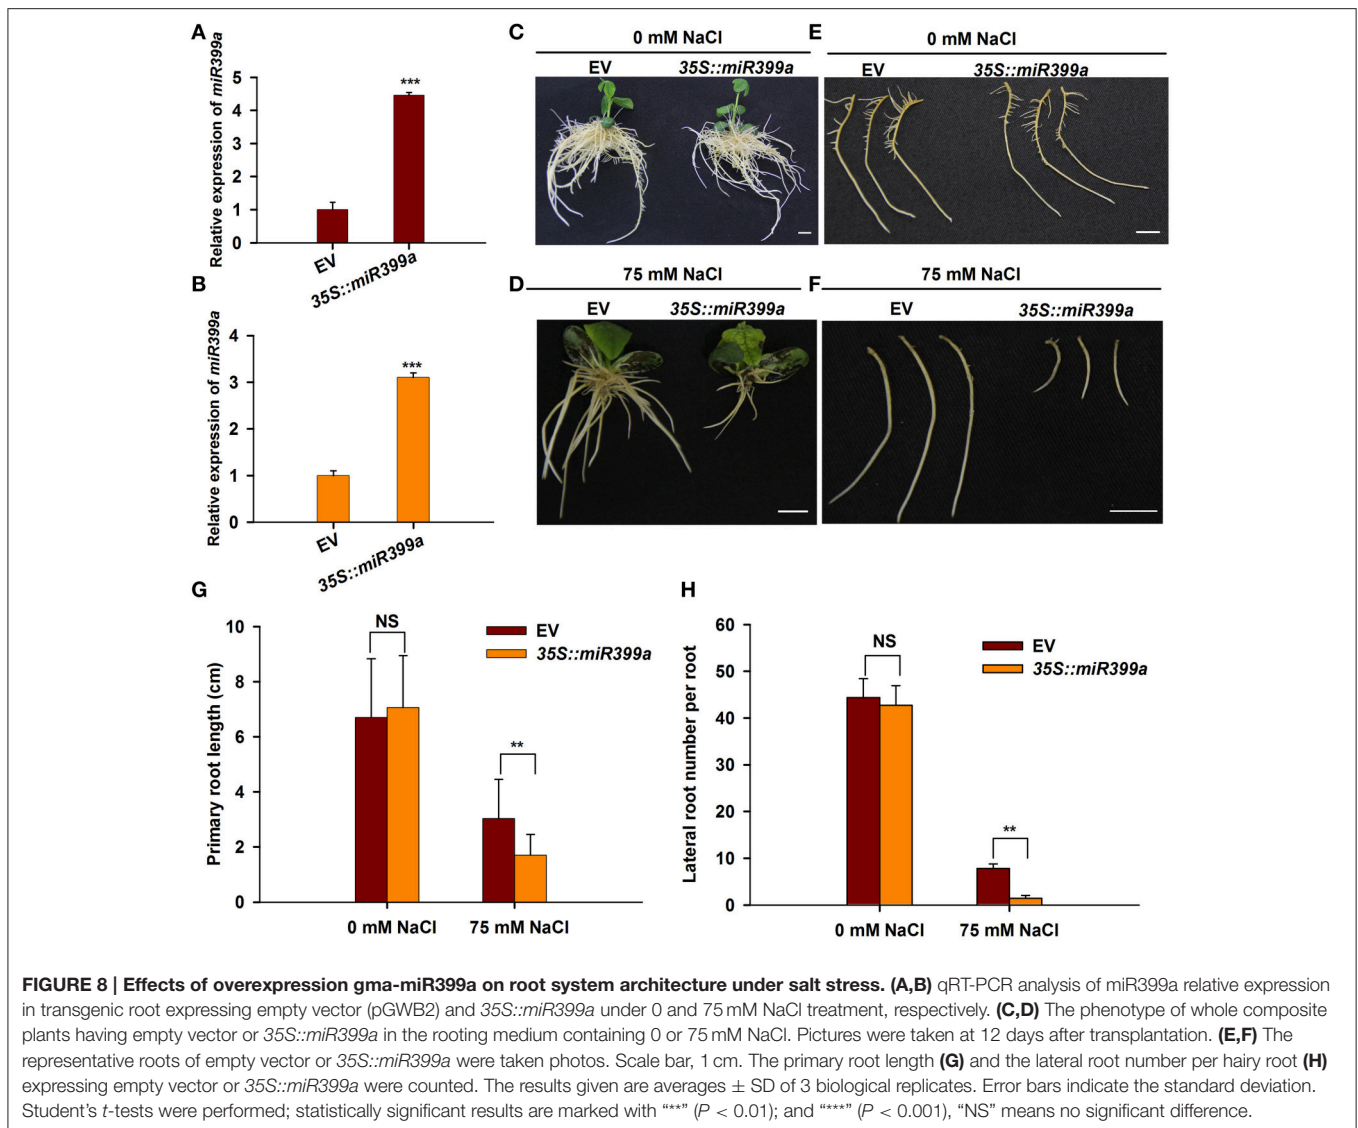 A
Relative expression of miR399a
5
4
3
2
1
0
***
EV
35S::miR399a
B
Relative expression of miR399a
4
3
2
1
0
***
EV
35S::miR399a
C
0 mM NaCl
EV
35S::miR399a
E
0 mM NaCl
EV
35S::miR399a
D
75 mM NaCl
EV
35S::miR399a
F
75 mM NaCl
EV
35S::miR399a
G
Primary root length (cm)
10
8
6
4
2
0
NS
**
EV
35S::miR399a
0 mM NaCl
75 mM NaCl
H
Lateral root number per root
60
50
40
30
20
10
0
NS
**
EV
35S::miR399a
0 mM NaCl
75 mM NaCl
FIGURE 8 | Effects of overexpression gma-miR399a on root system architecture under salt stress. (A,B) qRT-PCR analysis of miR399a relative expression
in transgenic root expressing empty vector (pGWB2) and 35S::miR399a under 0 and 75 mM NaCl treatment, respectively. (C,D) The phenotype of whole composite
plants having empty vector or 35S::miR399a in the rooting medium containing 0 or 75 mM NaCl. Pictures were taken at 12 days after transplantation. (E,F) The
representative roots of empty vector or 35S::miR399a were taken photos. Scale bar, 1 cm. The primary root length (G) and the lateral root number per hairy root (H)
expressing empty vector or 35S::miR399a were counted. The results given are averages ± SD of 3 biological replicates. Error bars indicate the standard deviation.
Student's t-tests were performed; statistically significant results are marked with "**" (P < 0.01); and "***" (P < 0.001), "NS" means no significant difference.